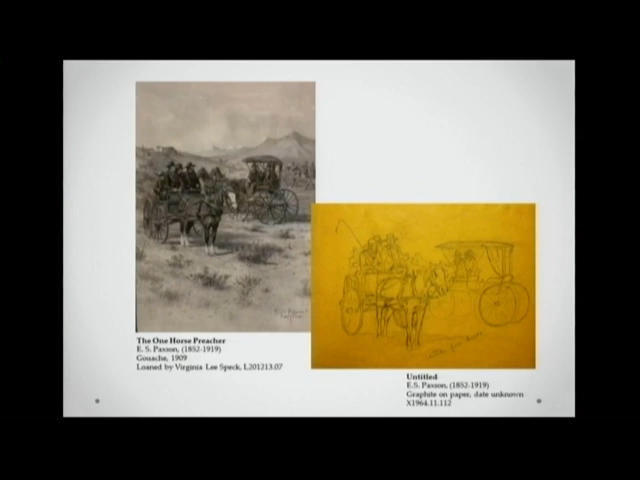 The One Horse Preacher
E. S. Paxson, (1852-1919)
Gouache, 1909
Loaned by Virginia Lee Speck, L201213.07
Untitled
E.S. Paxson, (1852-1919)
Graphite on paper, date unknown
X1964.11.112